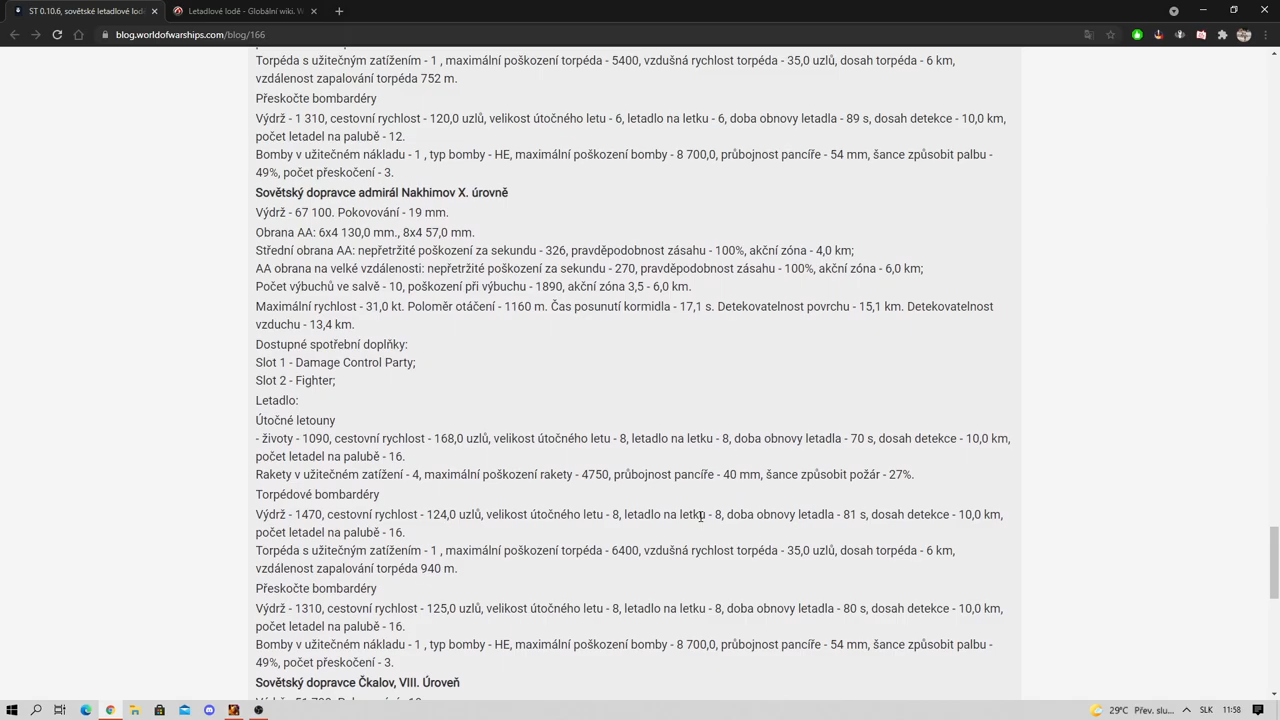 ST 0.10.6, sovětské letadlové lodě
Letadlové lodě - Globální wiki. W
blog.worldofwarships.com/blog/166
Torpéda s užitečným zatížením - 1 , maximální poškození torpéda - 5400, vzdušná rychlost torpéda - 35,0 uzlů, dosah torpéda - 6 km,
vzdálenost zapalování torpéda 752 m.
Přeskočte bombardéry
Výdrž - 1 310, cestovní rychlost - 120,0 uzlů, velikost útočného letu - 6, letadlo na letku - 6, doba obnovy letadla - 89 s, dosah detekce - 10,0 km,
počet letadel na palubě - 12.
Bomby v užitečném nákladu - 1 , typ bomby - HE, maximální poškození bomby - 8 700,0, průbojnost pancíře - 54 mm, šance způsobit palbu -
49%, počet přeskočení - 3.
Sovětský dopravce admirál Nakhimov X. úrovně
Výdrž - 67 100. Pokovování - 19 mm.
Obrana AA: 6x4 130,0 mm., 8x4 57,0 mm.
Střední obrana AA: nepřetržité poškození za sekundu - 326, pravděpodobnost zásahu - 100%, akční zóna - 4,0 km;
AA obrana na velké vzdálenosti: nepřetržité poškození za sekundu - 270, pravděpodobnost zásahu - 100%, akční zóna - 6,0 km;
Počet výbuchů ve salvě - 10, poškození při výbuchu - 1890, akční zóna 3,5 - 6,0 km.
Maximální rychlost - 31,0 kt. Poloměr otáčení - 1160 m. Čas posunutí kormidla - 17,1 s. Detekovatelnost povrchu - 15,1 km. Detekovatelnost
vzduchu - 13,4 km.
Dostupné spotřební doplňky:
Slot 1 - Damage Control Party;
Slot 2 - Fighter;
Letadlo:
Útočné letouny
- životy - 1090, cestovní rychlost - 168,0 uzlů, velikost útočného letu - 8, letadlo na letku - 8, doba obnovy letadla - 70 s, dosah detekce - 10,0 km,
počet letadel na palubě - 16.
Rakety v užitečném zatížení - 4, maximální poškození rakety - 4750, průbojnost pancíře - 40 mm, šance způsobit požár - 27%.
Torpédové bombardéry
Výdrž - 1470, cestovní rychlost - 124,0 uzlů, velikost útočného letu - 8, letadlo na letku - 8, doba obnovy letadla - 81 s, dosah detekce - 10,0 km,
počet letadel na palubě - 16.
Torpéda s užitečným zatížením - 1 , maximální poškození torpéda - 6400, vzdušná rychlost torpéda - 35,0 uzlů, dosah torpéda - 6 km,
vzdálenost zapalování torpéda 940 m.
Přeskočte bombardéry
Výdrž - 1310, cestovní rychlost - 125,0 uzlů, velikost útočného letu - 8, letadlo na letku - 8, doba obnovy letadla - 80 s, dosah detekce - 10,0 km,
počet letadel na palubě - 16.
Bomby v užitečném nákladu - 1 , typ bomby - HE, maximální poškození bomby - 8 700,0, průbojnost pancíře - 54 mm, šance způsobit palbu -
49%, počet přeskočení - 3.
Sovětský dopravce Čkalov, VIII. Úroveň
29°C Přev. slu... SLK 11:58